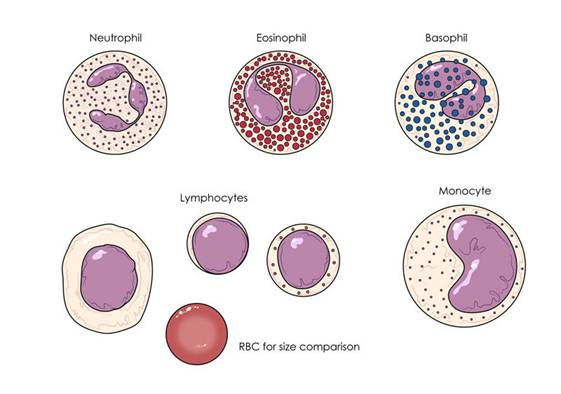 Neutrophil
Eosinophil
Basophil
Lymphocytes
Monocyte
RBC for size comparison